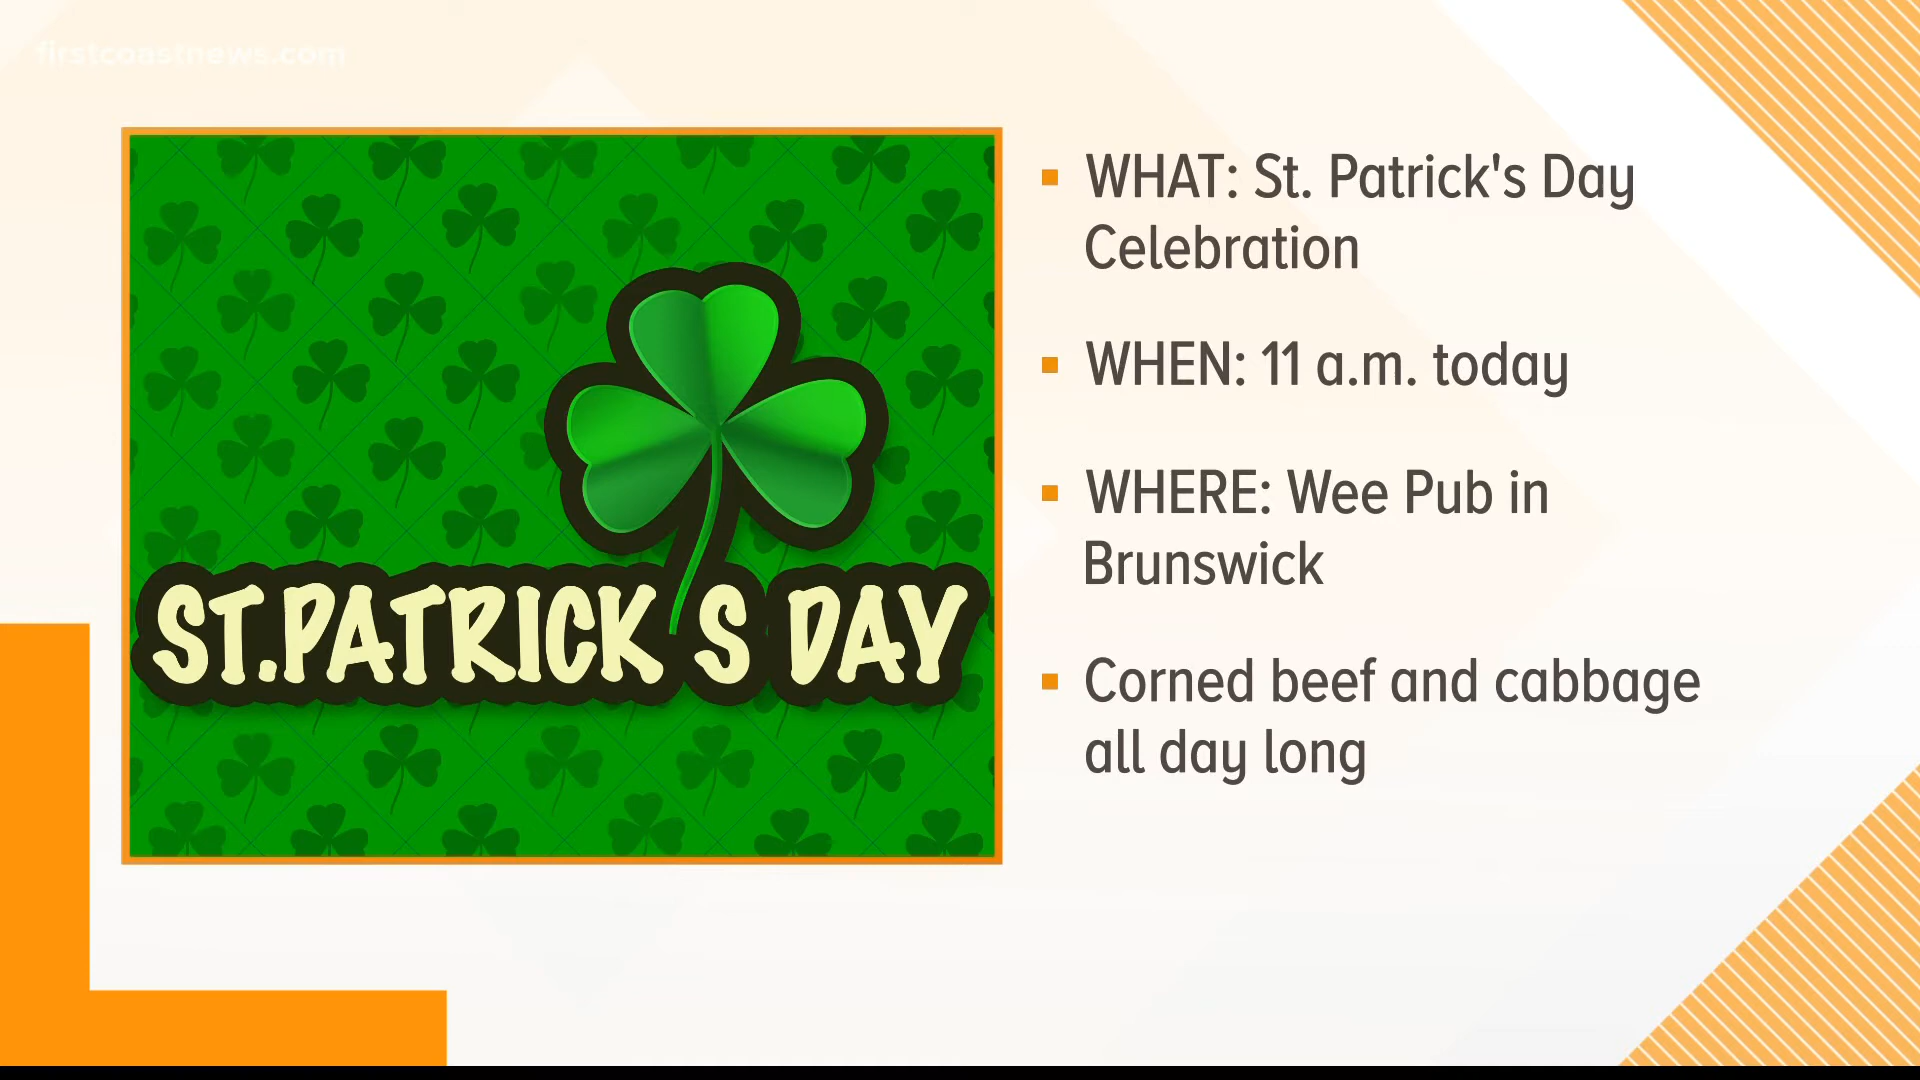 firstcoastnews.com
ST.PATRICK S DAY
WHAT: St. Patrick's Day
Celebration
WHEN: 11 a.m. today
WHERE: Wee Pub in
Brunswick
Corned beef and cabbage
all day long